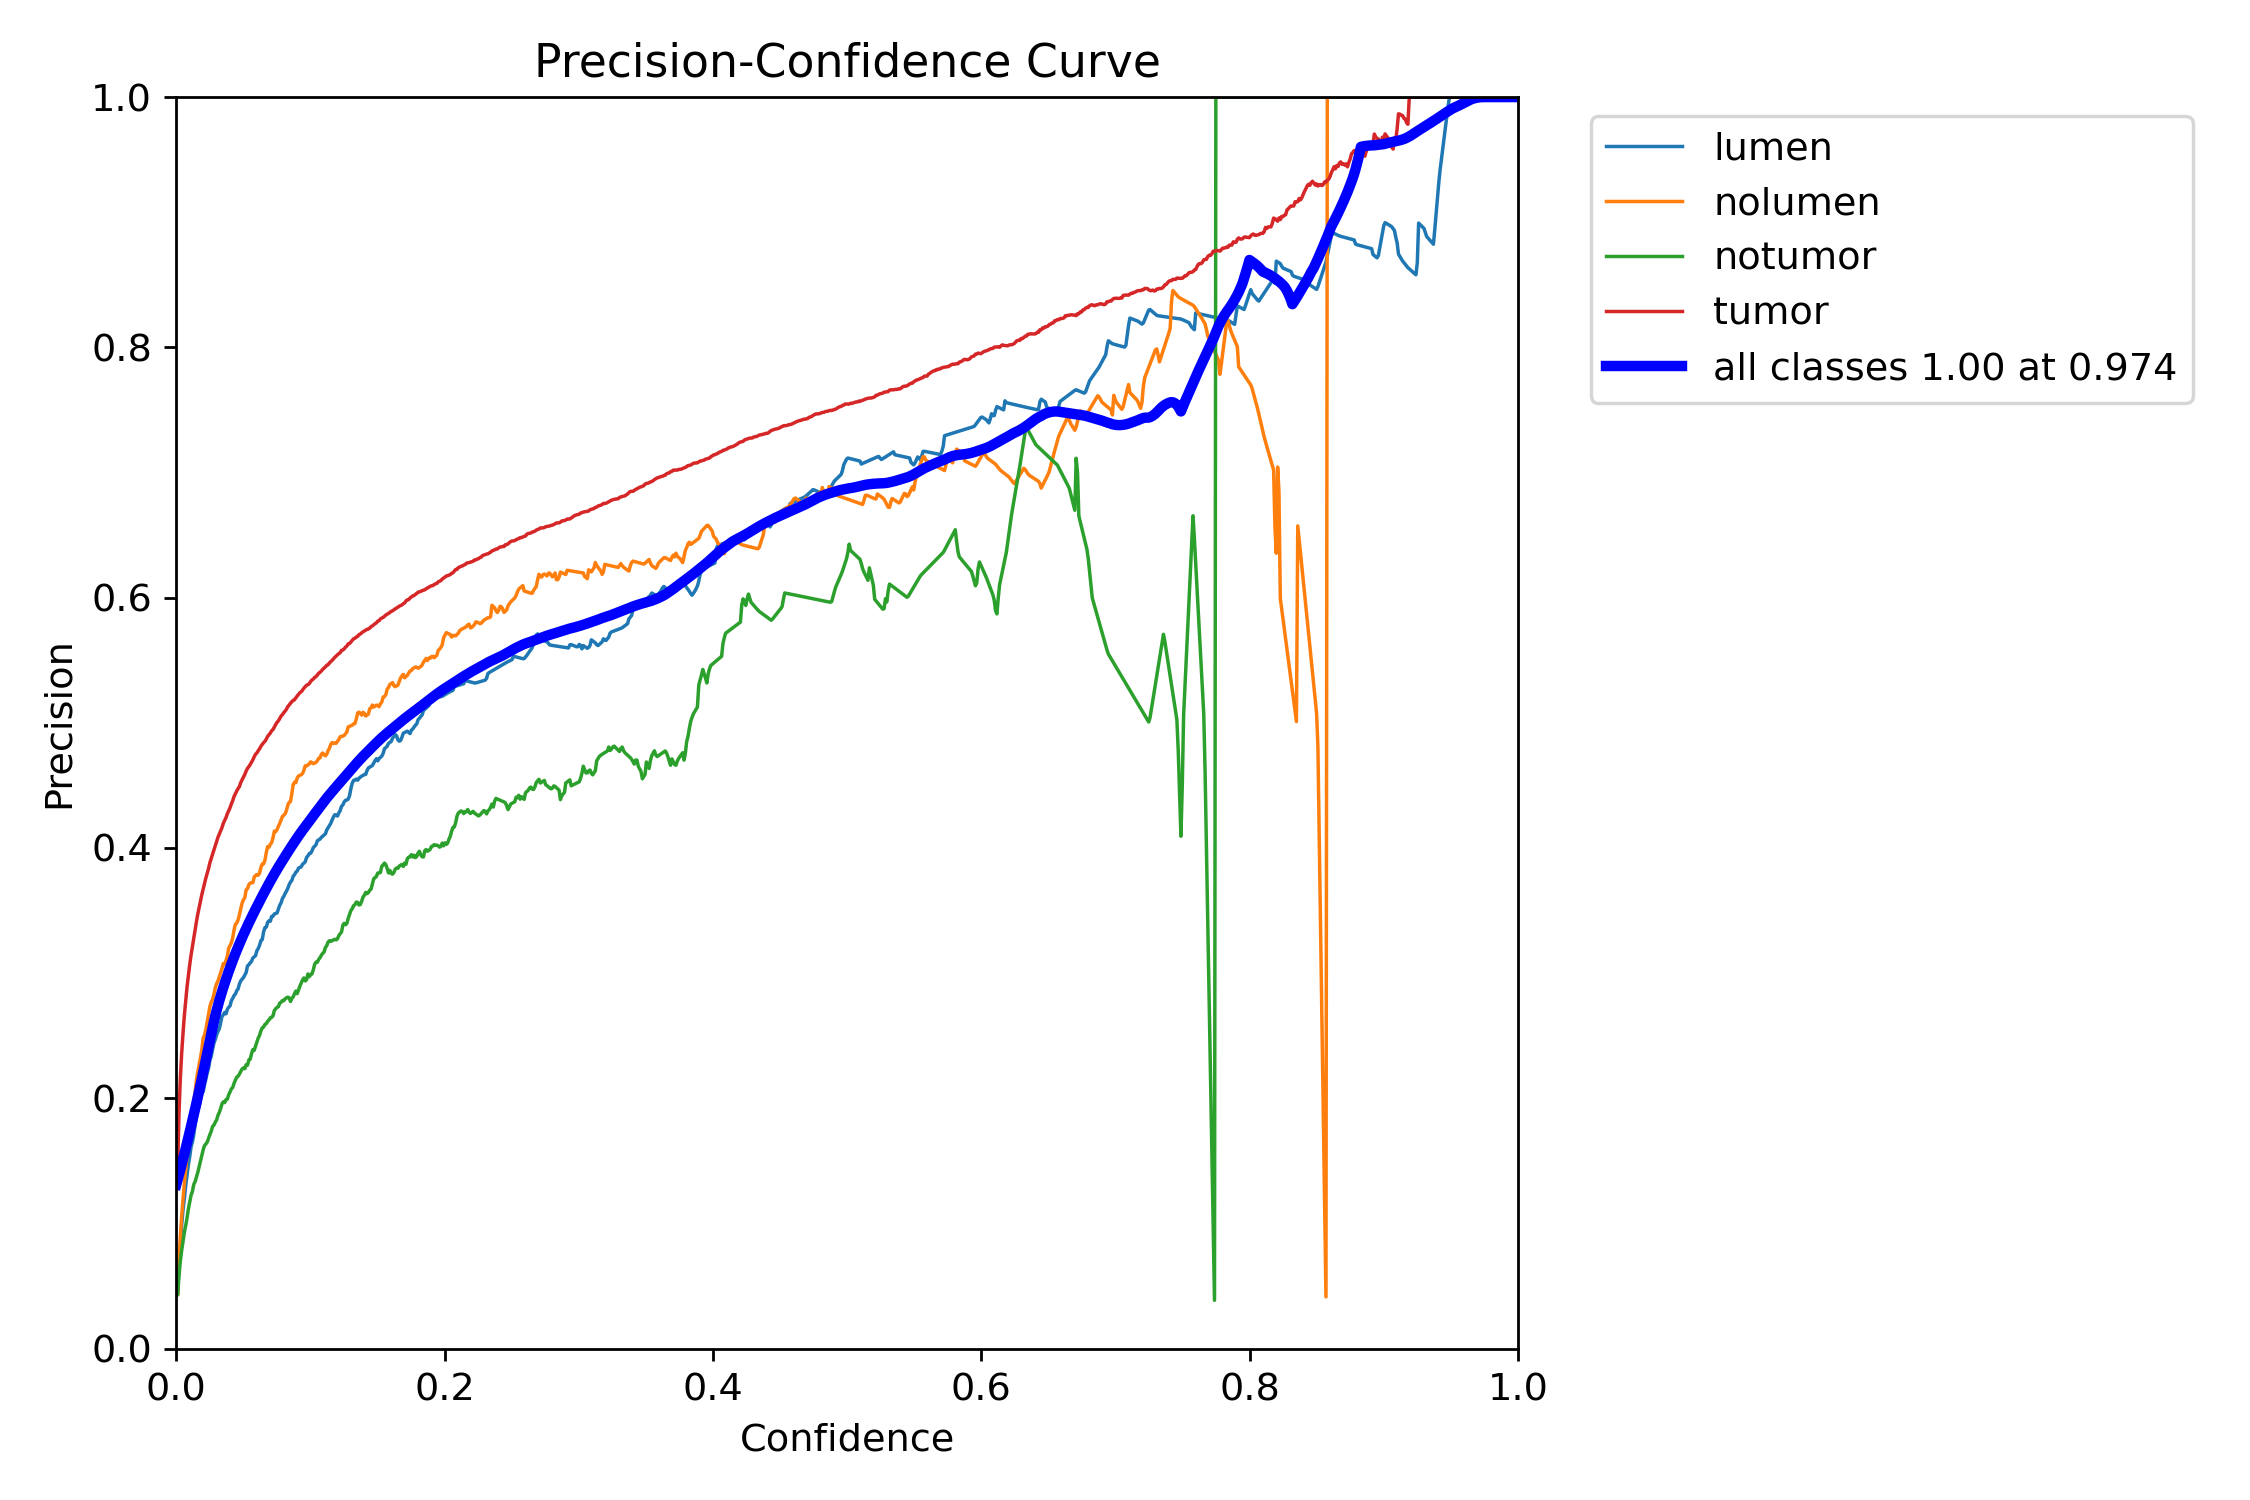 Precision-Confidence Curve
1.0
0.8
0.6
0.4
0.2
0.0
Precision
0.0 0.2 0.4 0.6 0.8 1.0
Confidence
lumen
nolumen
notumor
tumor
all classes 1.00 at 0.974